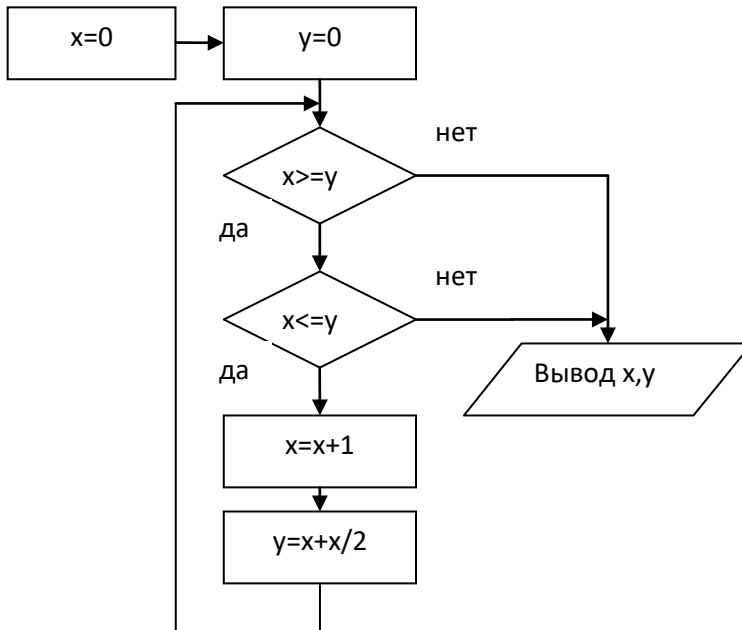 x=0
y=0
нет
x>=y
да
нет
x<=y
да
Вывод x,y
x=x+1
y=x+x/2